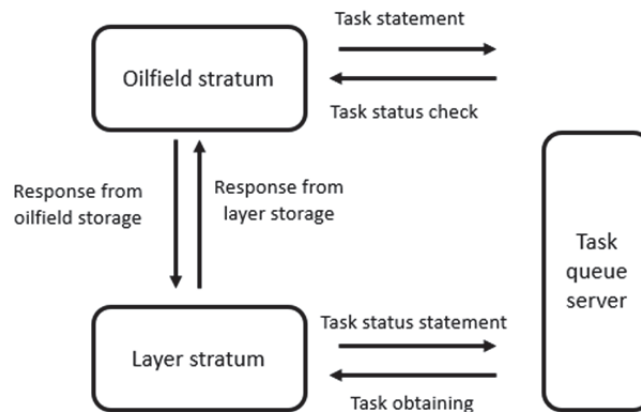 Task statement
Oilfield stratum
Task status check
Response from
oilfield storage
Response from
layer storage
Task
queue
server
Task status statement
Layer stratum
Task obtaining